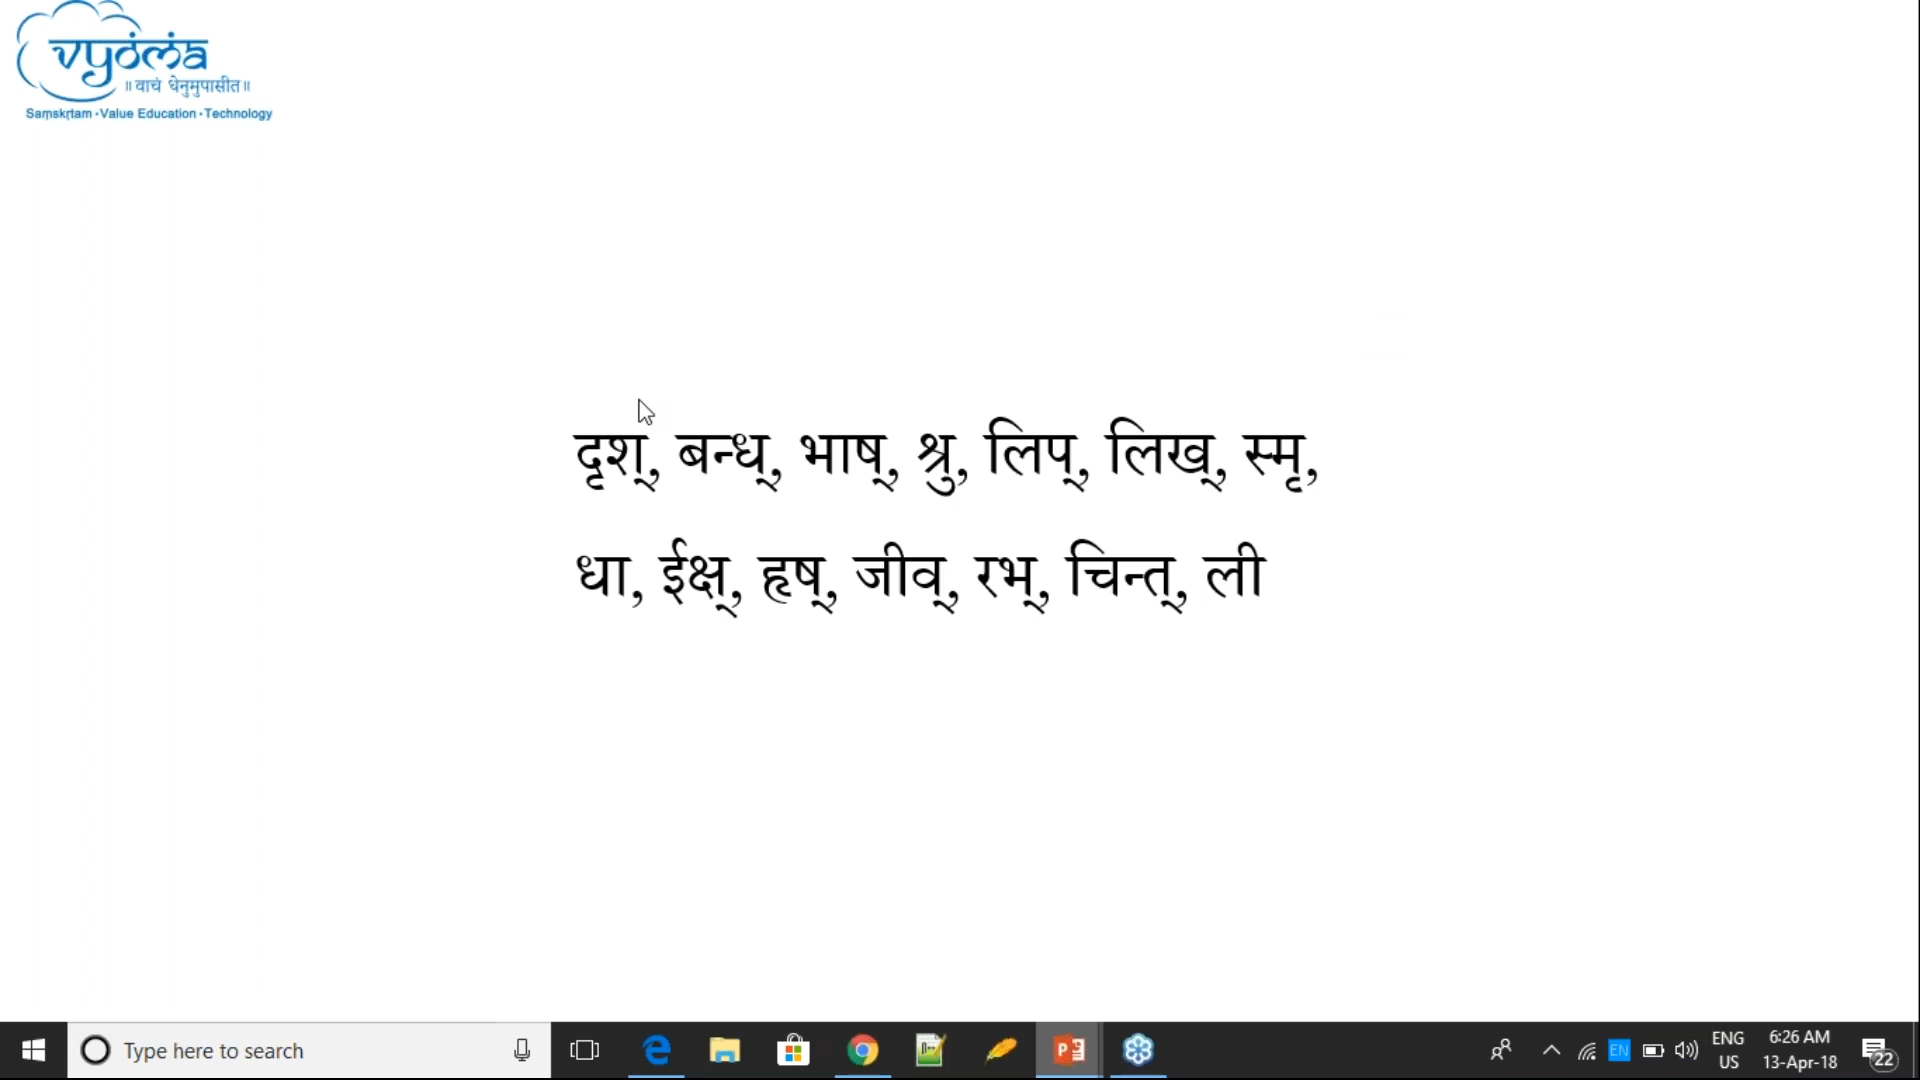 vyoma
॥ वाचं धेनुमुपासीत॥
Saṃskṛtam •Value Education •Technology
दृश्, बन्ध्, भाष्, श्रु, लिप्, लिख्, स्मृ,
धा, ईक्ष्, हृष्, जीव्, रभ्, चिन्त्, ली
Type here to search
EN
ENG
US
6:26 AM
13-Apr-18
22